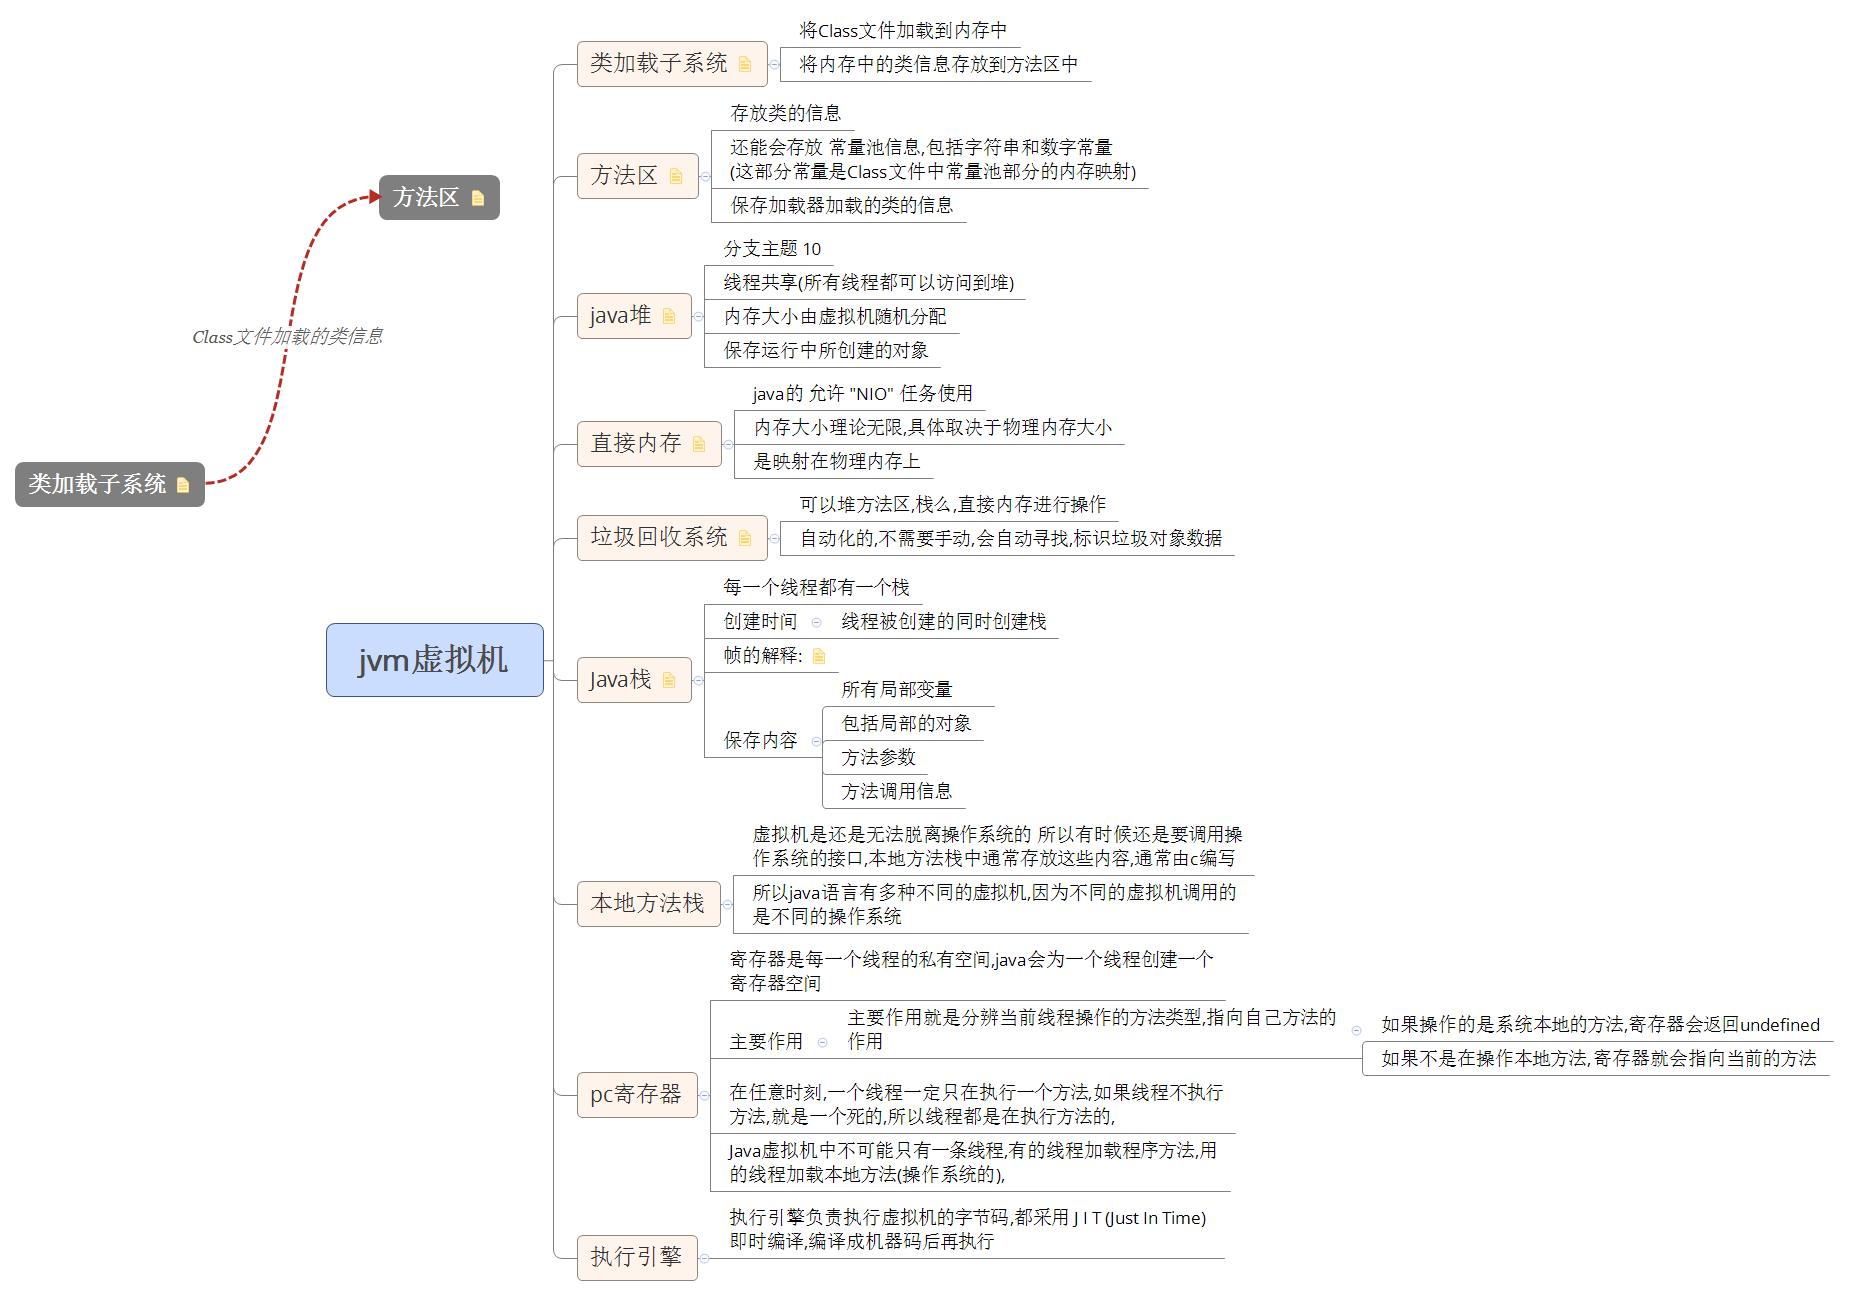 类加载子系统
将Class文件加载到内存中
将内存中的类信息存放到方法区中
方法区
存放类的信息
还能会存放 常量池信息,包括字符串和数字常量
(这部分常量是Class文件中常量池部分的内存映射)
保存加载器加载的类的信息
方法区
Class文件加载的类信息
类加载子系统
java堆
分支主题 10
线程共享(所有线程都可以访问到堆)
内存大小由虚拟机随机分配
保存运行中所创建的对象
直接内存
java的 允许 "NIO" 任务使用
内存大小理论无限,具体取决于物理内存大小
是映射在物理内存上
垃圾回收系统
可以堆方法区,栈么,直接内存进行操作
自动化的,不需要手动,会自动寻找,标识垃圾对象数据
jvm虚拟机
Java栈
每一个线程都有一个栈
创建时间
线程被创建的同时创建栈
帧的解释:
保存内容
所有局部变量
包括局部的对象
方法参数
方法调用信息
本地方法栈
虚拟机是还是无法脱离操作系统的 所以有时候还是要调用操
作系统的接口,本地方法栈中通常存放这些内容,通常由c编写
所以java语言有多种不同的虚拟机,因为不同的虚拟机调用的
是不同的操作系统
pc寄存器
寄存器是每一个线程的私有空间,java会为一个线程创建一个
寄存器空间
主要作用
主要作用就是分辨当前线程操作的方法类型,指向自己方法的
作用
如果操作的是系统本地的方法,寄存器会返回undefined
如果不是在操作本地方法,寄存器就会指向当前的方法
在任意时刻,一个线程一定只在执行一个方法,如果线程不执行
方法,就是一个死的,所以线程都是在执行方法的,
Java虚拟机中不可能只有一条线程,有的线程加载程序方法,用
的线程加载本地方法(操作系统的),
执行引擎
执行引擎负责执行虚拟机的字节码,都采用 J I T (Just In Time)
即时编译,编译成机器码后再执行